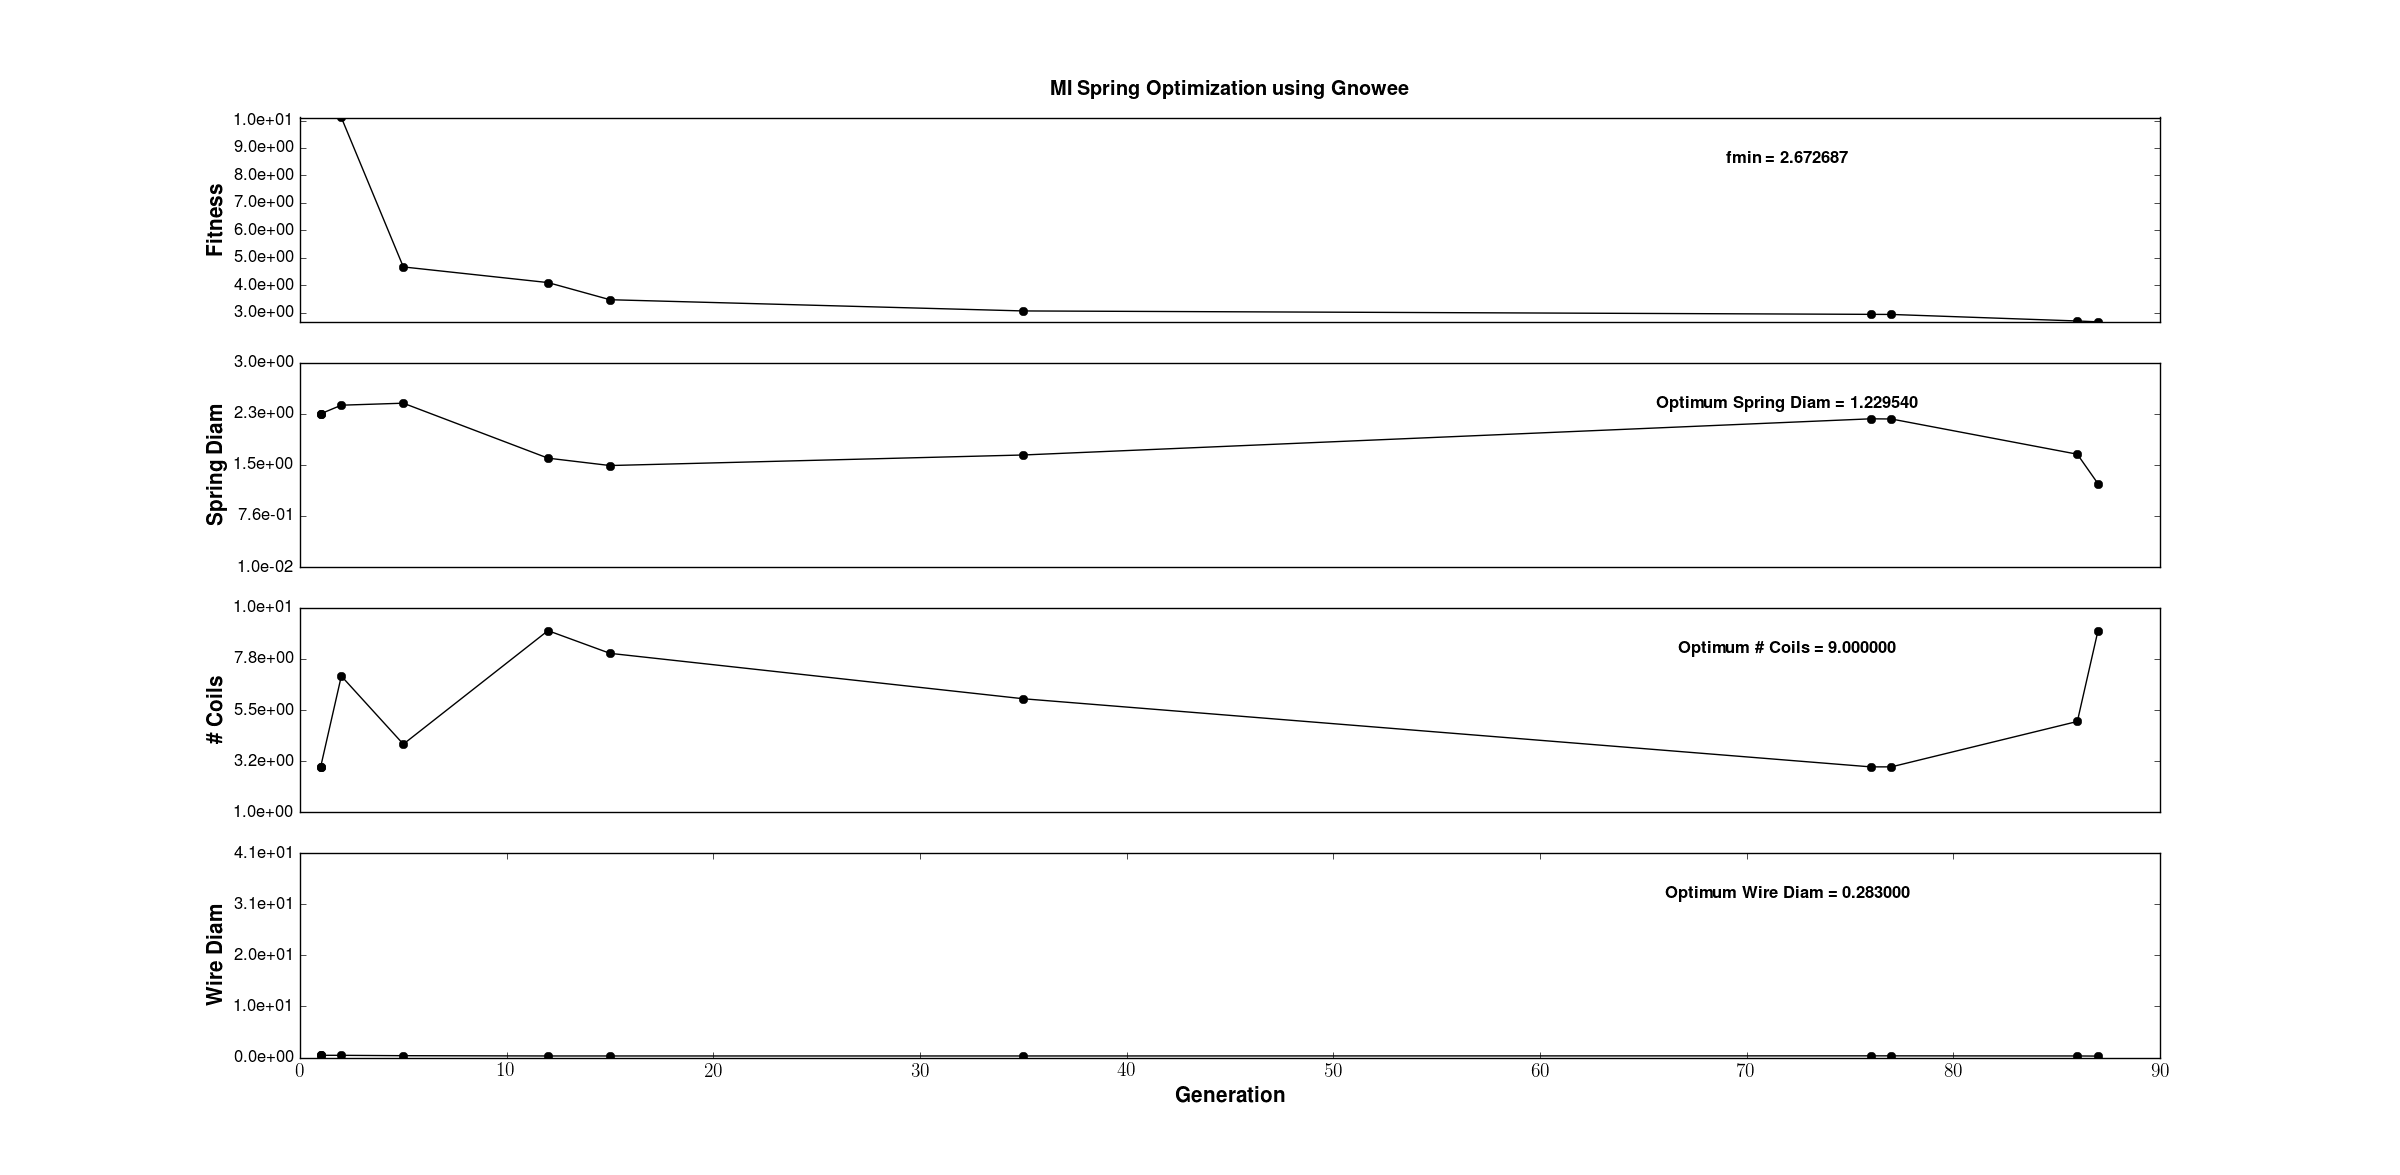 MI Spring Optimization using Gnowee
Fitness
1.0e+01
9.0e+00
8.0e+00
7.0e+00
6.0e+00
5.0e+00
4.0e+00
3.0e+00
fmin = 2.672687
Spring Diam
3.0e+00
2.3e+00
1.5e+00
7.6e-01
1.0e-02
Optimum Spring Diam = 1.229540
# Coils
1.0e+01
7.8e+00
5.5e+00
3.2e+00
1.0e+00
Optimum # Coils = 9.000000
Wire Diam
4.1e+01
3.1e+01
2.0e+01
1.0e+01
0.0e+00
Optimum Wire Diam = 0.283000
0 10 20 30 40 50 60 70 80 90
Generation